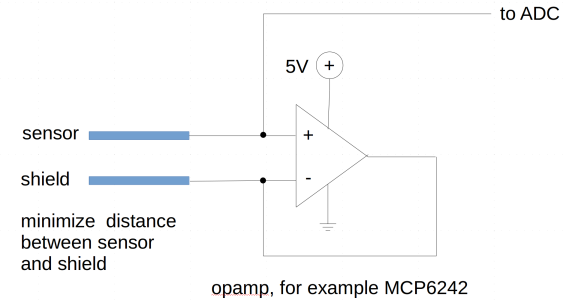 to ADC
5V +
sensor
+
shield
-
minimize distance
between sensor
and shield
opamp, for example MCP6242